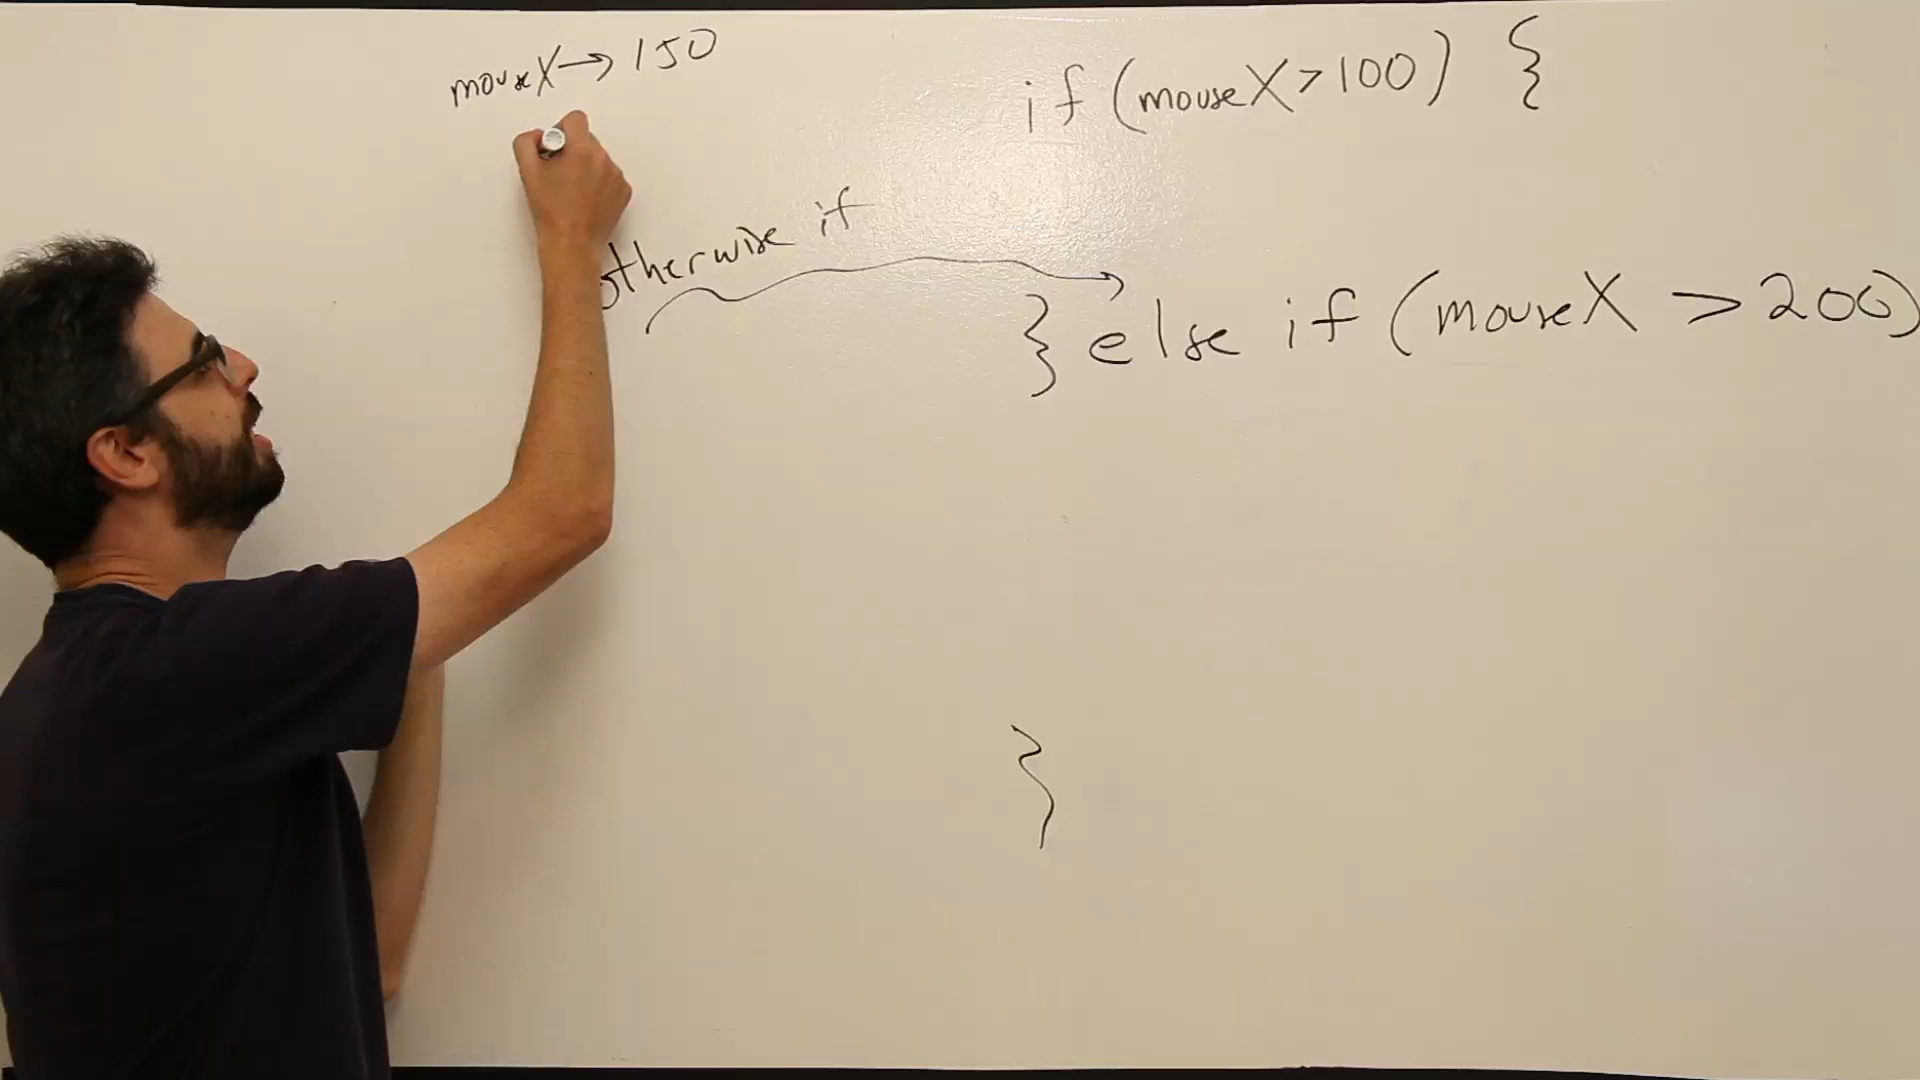 mouseX → 150
if (mouseX > 100) {
otherwise if
} else if (mouseX > 200)
}